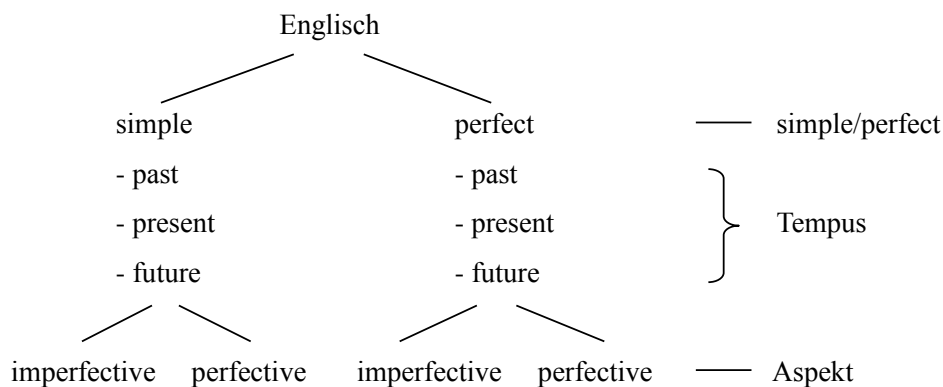 Englisch
simple perfect simple/perfect
- past - past
- present - present Tempus
- future - future
imperfective perfective imperfective perfective Aspekt